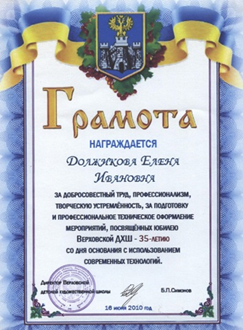 Грамота
НАГРАЖДАЕТСЯ
Должикова Елена
Ивановна
ЗА ДОБРОСОВЕСТНЫЙ ТРУД, ПРОФЕССИОНАЛИЗМ,
ТВОРЧЕСКУЮ УСТРЕМЛЁННОСТЬ, ЗА ПОДГОТОВКУ
И ПРОФЕССИОНАЛЬНОЕ ТЕХНИЧЕСКОЕ ОФОРМЛЕНИЕ
МЕРОПРИЯТИЙ, ПОСВЯЩЁННЫХ ЮБИЛЕЮ
Верховской ДХШ - 35-летию
СО ДНЯ ОСНОВАНИЯ С ИСПОЛЬЗОВАНИЕМ
СОВРЕМЕННЫХ ТЕХНОЛОГИЙ.
Директор Верховской
детской художественной школы
В.П.Симонов
16 июня 2010 год